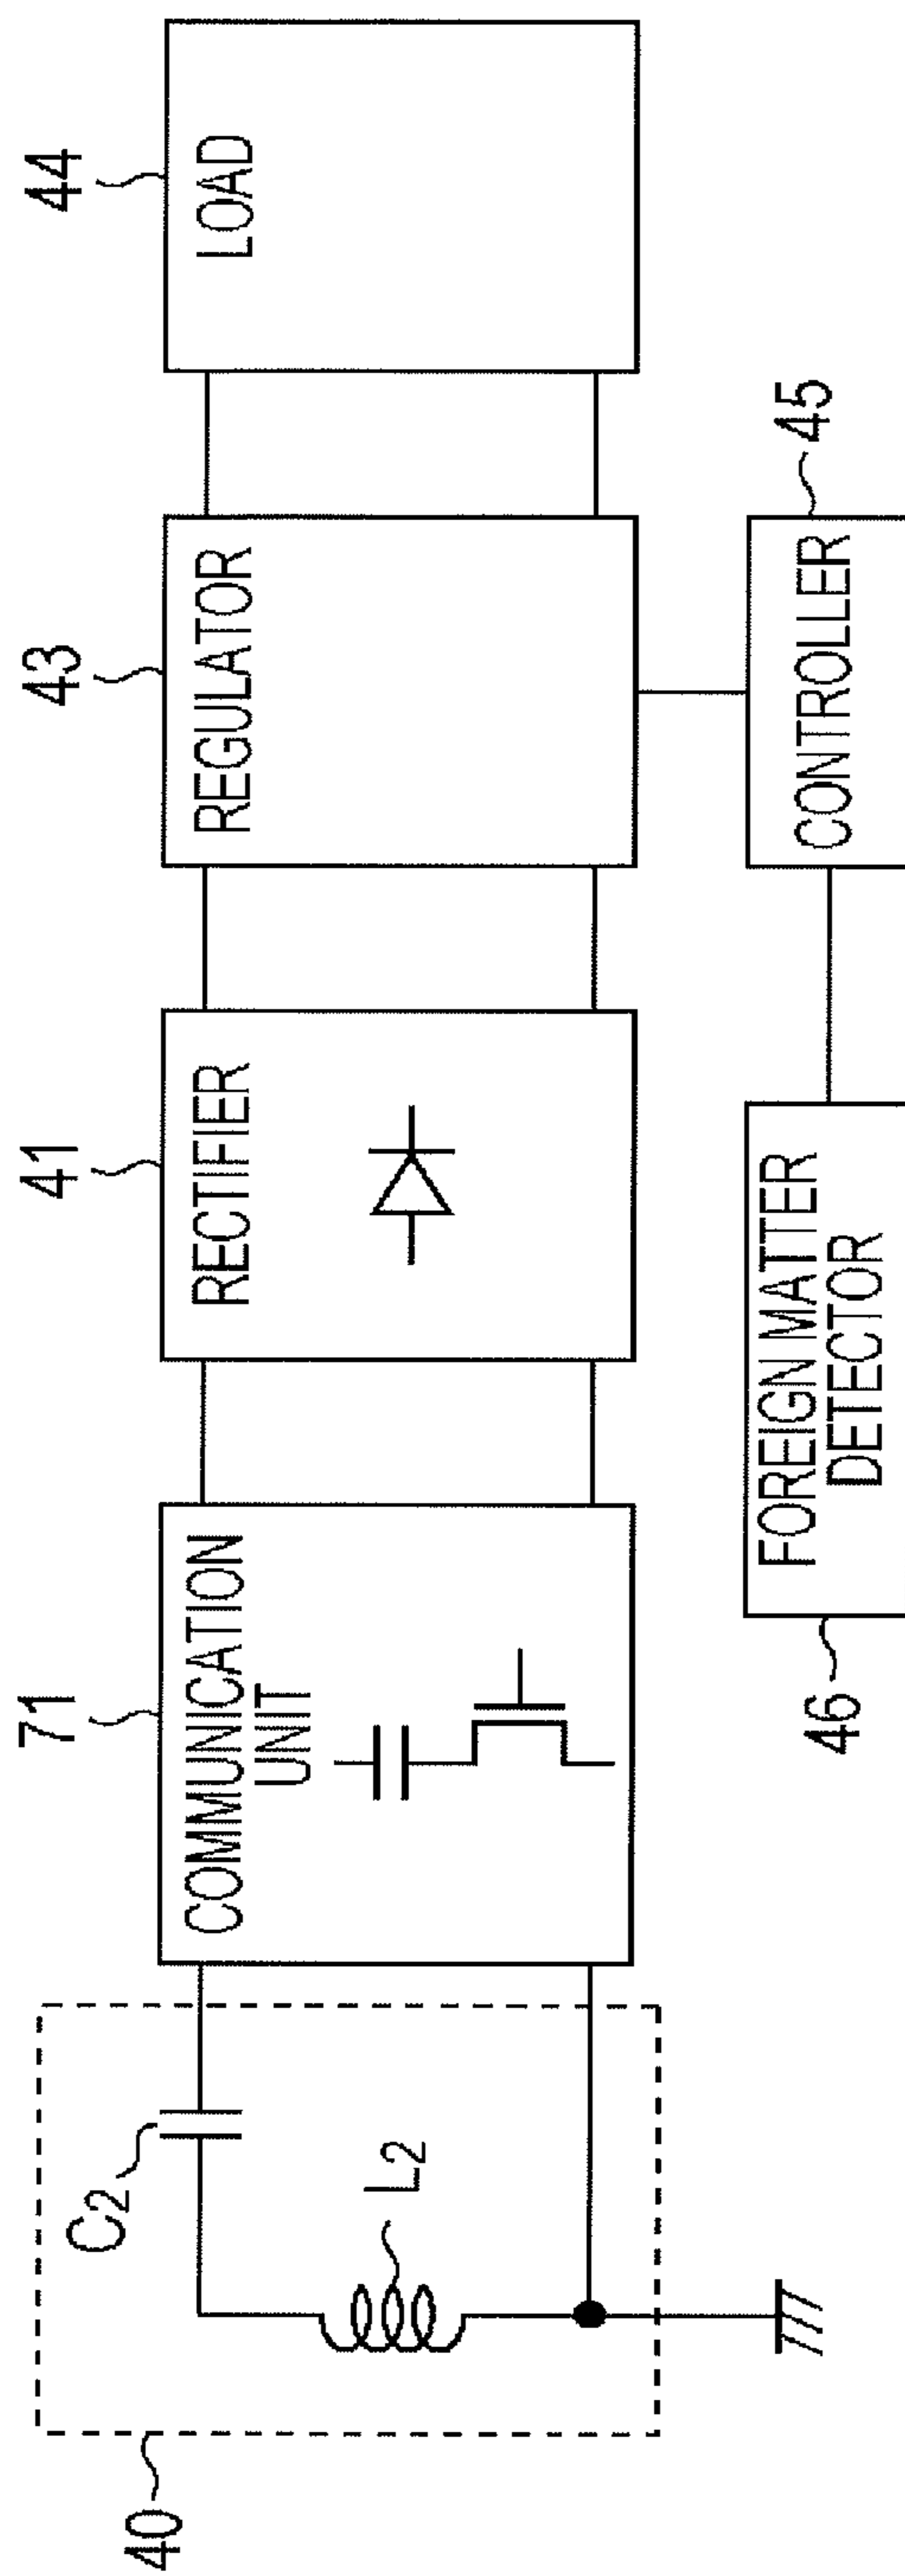 40
C2
L2
71
COMMUNICATION
UNIT
41
RECTIFIER
43
REGULATOR
44
LOAD
46
FOREIGN MATTER
DETECTOR
45
CONTROLLER